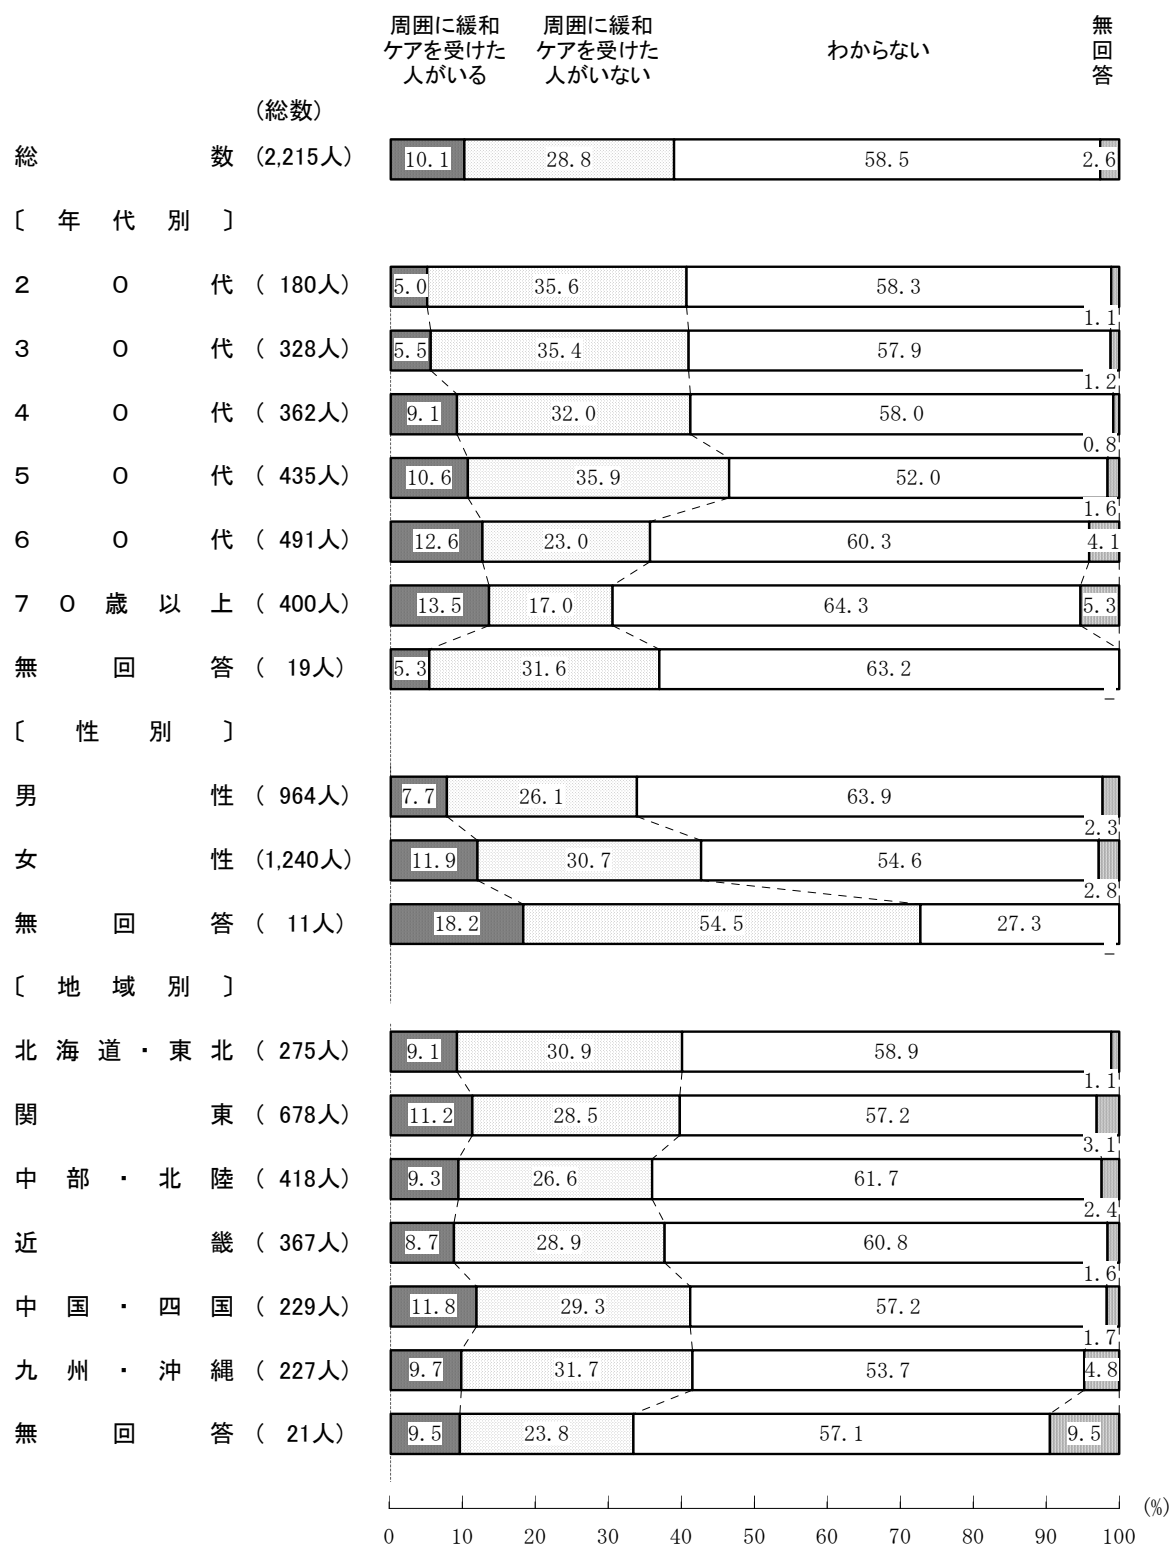 周囲に緩和
ケアを受けた
人がいる
周囲に緩和
ケアを受けた
人がいない
わからない
無
回
答
(総数)
総　数 (2,215人) 10.1 28.8 58.5 2.6
〔年代別〕
２０代 ( 180人) 5.0 35.6 58.3 1.1
３０代 ( 328人) 5.5 35.4 57.9 1.2
４０代 ( 362人) 9.1 32.0 58.0 0.8
５０代 ( 435人) 10.6 35.9 52.0 1.6
６０代 ( 491人) 12.6 23.0 60.3 4.1
７０歳以上 ( 400人) 13.5 17.0 64.3 5.3
無回答 ( 19人) 5.3 31.6 63.2 –
〔性別〕
男性 ( 964人) 7.7 26.1 63.9 2.3
女性 (1,240人) 11.9 30.7 54.6 2.8
無回答 ( 11人) 18.2 54.5 27.3 –
〔地域別〕
北海道・東北 ( 275人) 9.1 30.9 58.9 1.1
関東 ( 678人) 11.2 28.5 57.2 3.1
中部・北陸 ( 418人) 9.3 26.6 61.7 2.4
近畿 ( 367人) 8.7 28.9 60.8 1.6
中国・四国 ( 229人) 11.8 29.3 57.2 1.7
九州・沖縄 ( 227人) 9.7 31.7 53.7 4.8
無回答 ( 21人) 9.5 23.8 57.1 9.5
0 10 20 30 40 50 60 70 80 90 100 (%)